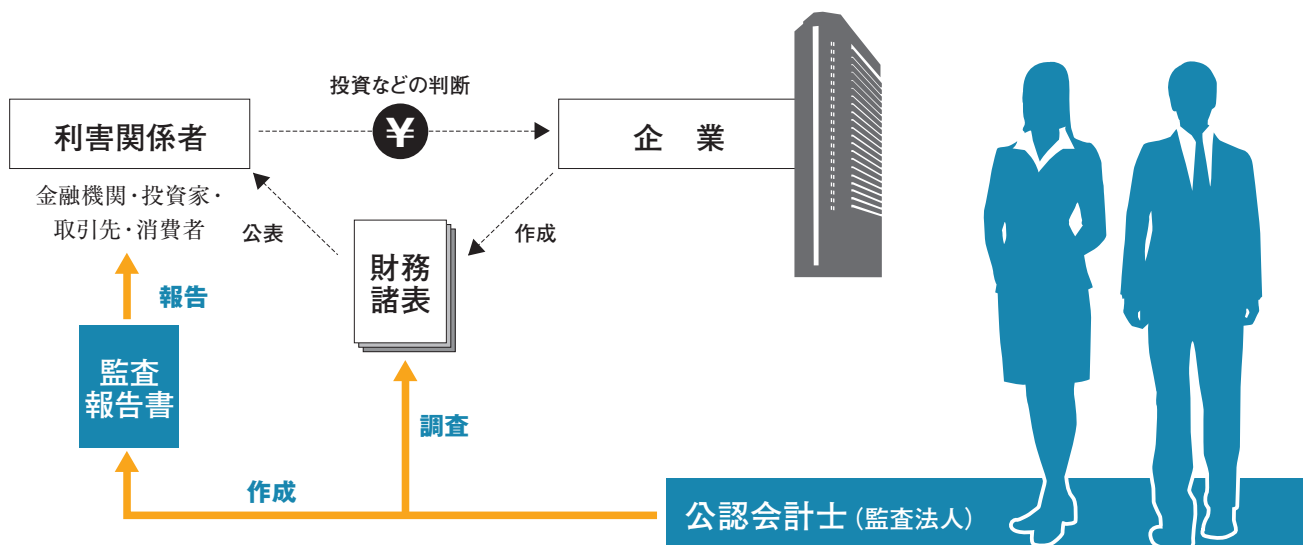 投資などの判断
¥
利害関係者
企　業
金融機関・投資家・
取引先・消費者
公表
作成
財務
諸表
報告
監査
報告書
調査
作成
公認会計士（監査法人）